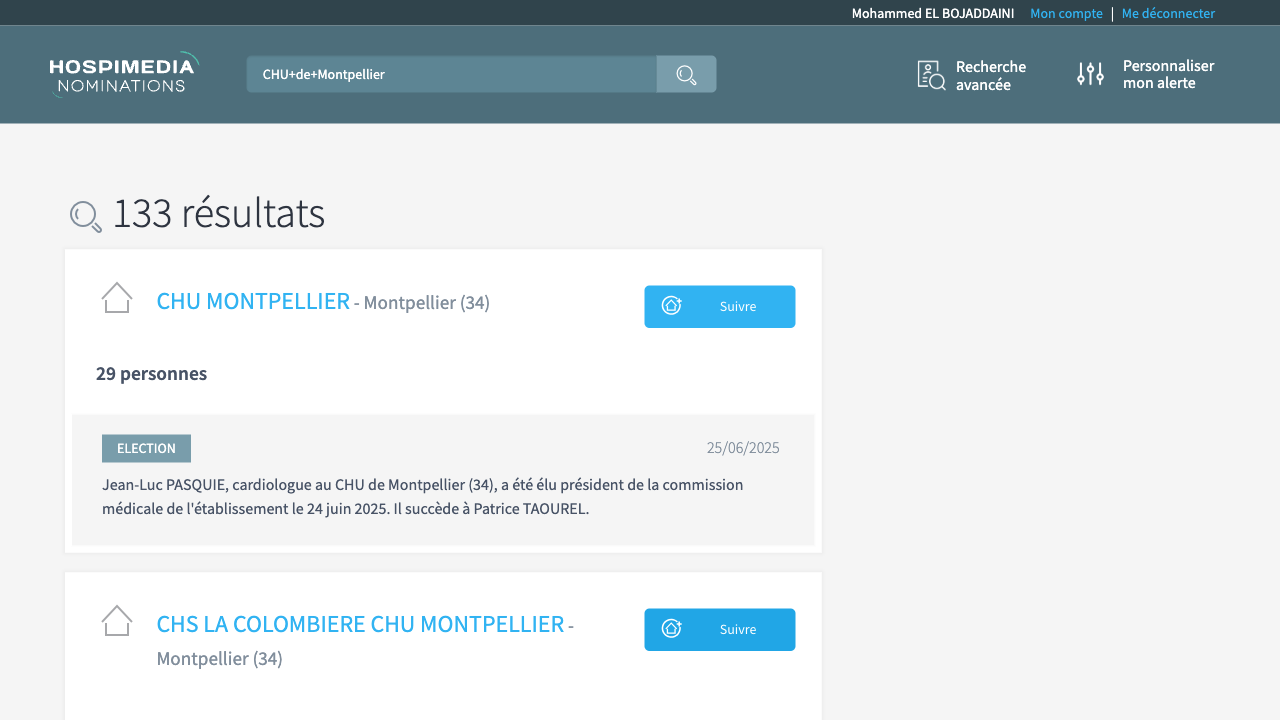 Mohammed EL BOJADDAINI Mon compte | Me déconnecter
HOSPIMEDIA
NOMINATIONS
CHU+de+Montpellier
Recherche
avancée
Personnaliser
mon alerte
133 résultats
CHU MONTPELLIER - Montpellier (34)
Suivre
29 personnes
ELECTION
25/06/2025
Jean-Luc PASQUIE, cardiologue au CHU de Montpellier (34), a été élu président de la commission
médicale de l'établissement le 24 juin 2025. Il succède à Patrice TAOUREL.
CHS LA COLOMBIERE CHU MONTPELLIER -
Montpellier (34)
Suivre